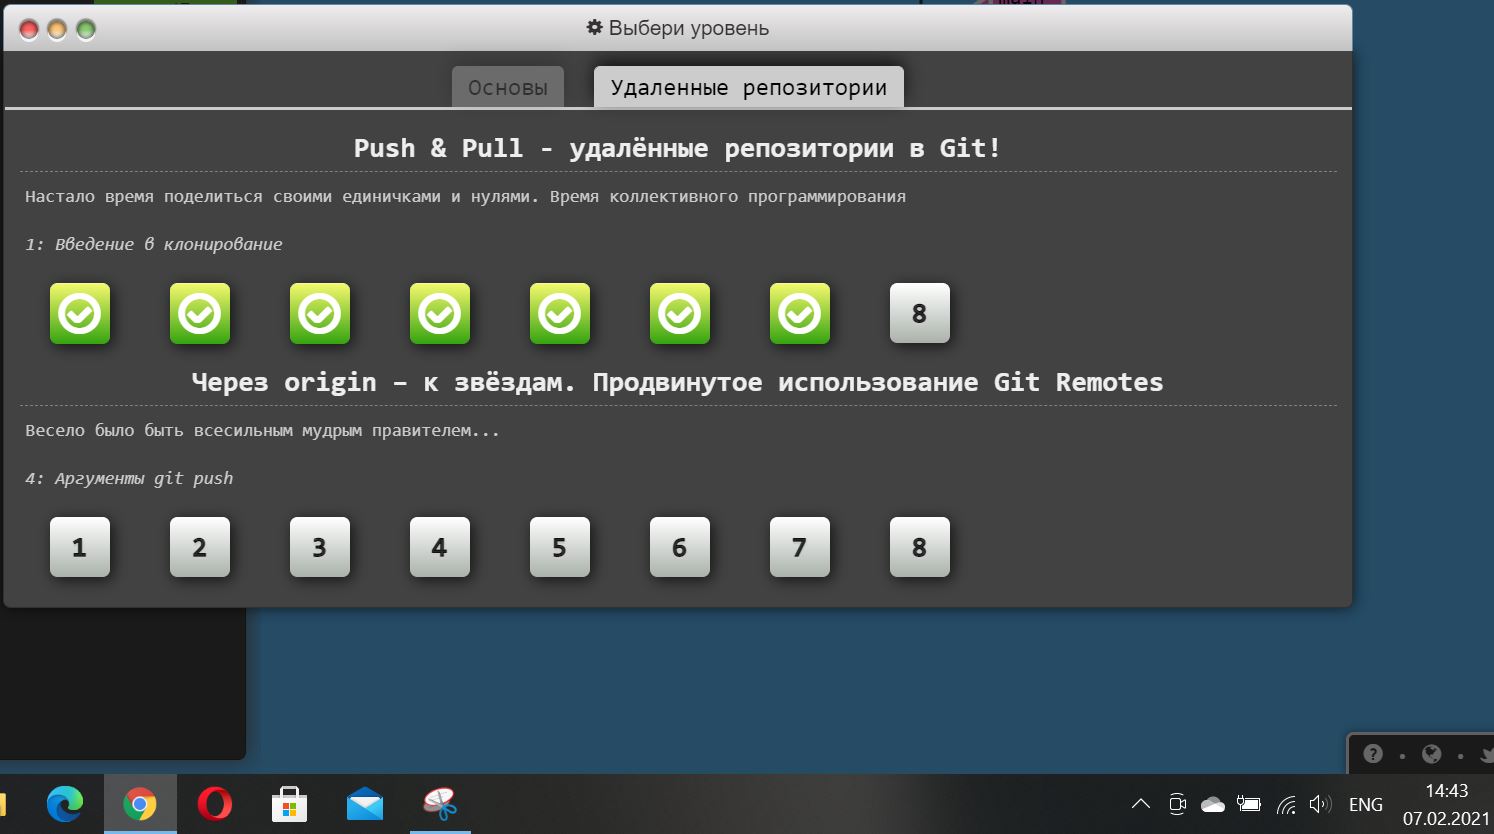 Выбери уровень
Основы
Удаленные репозитории
Push & Pull - удалённые репозитории в Git!
Настало время поделиться своими единичками и нулями. Время коллективного программирования
1: Введение в клонирование
8
Через origin – к звёздам. Продвинутое использование Git Remotes
Весело было быть всесильным мудрым правителем...
4: Аргументы git push
1 2 3 4 5 6 7 8
ENG
14:43
07.02.2021